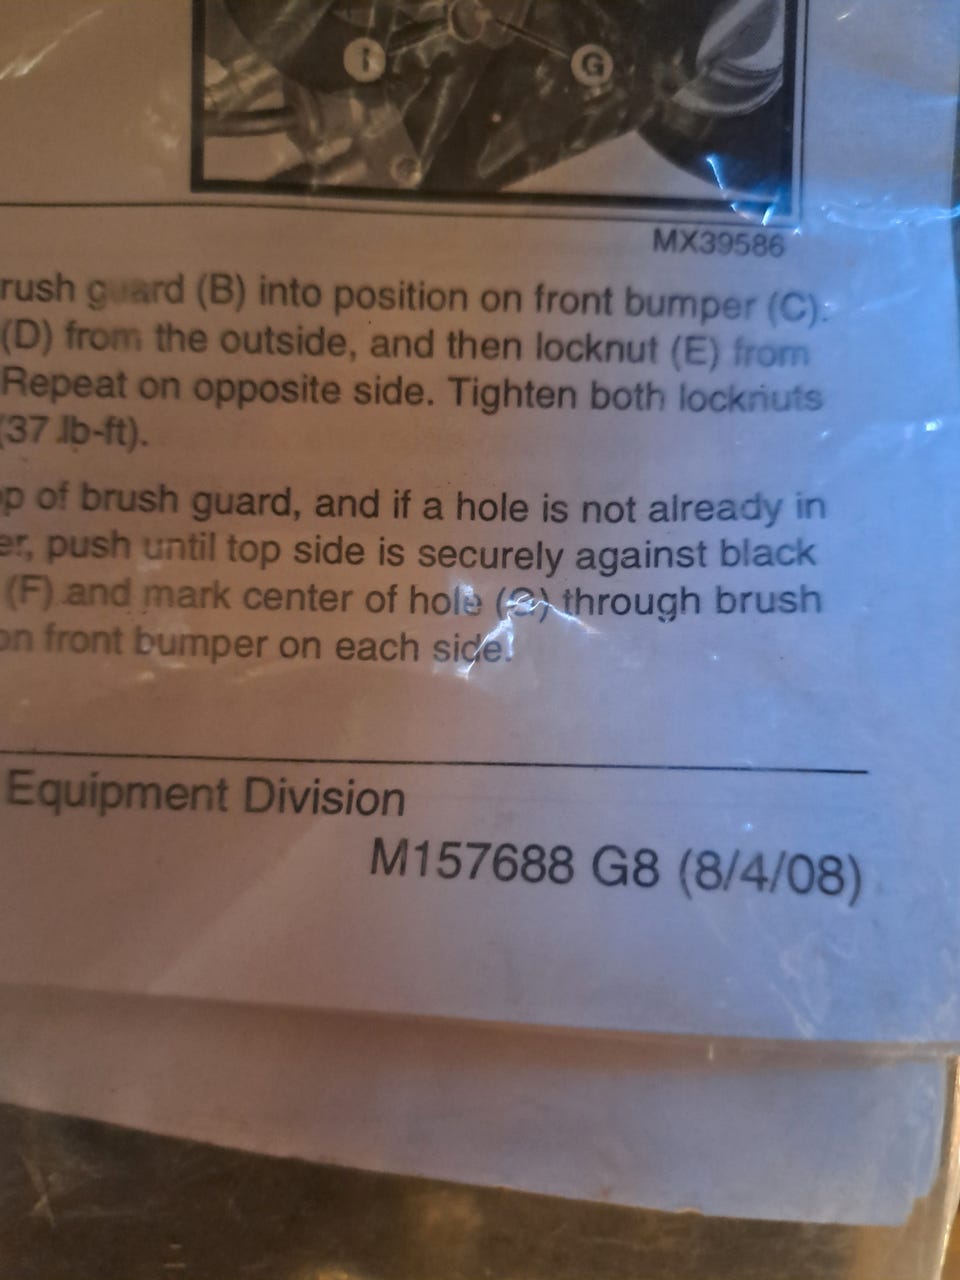 I G
MX39586
rush guard (B) into position on front bumper (C).
(D) from the outside, and then locknut (E) from
Repeat on opposite side. Tighten both locknuts
(37 lb-ft).
op of brush guard, and if a hole is not already in
er, push until top side is securely against black
(F) and mark center of hole (G) through brush
on front bumper on each side.
Equipment Division
M157688 G8 (8/4/08)